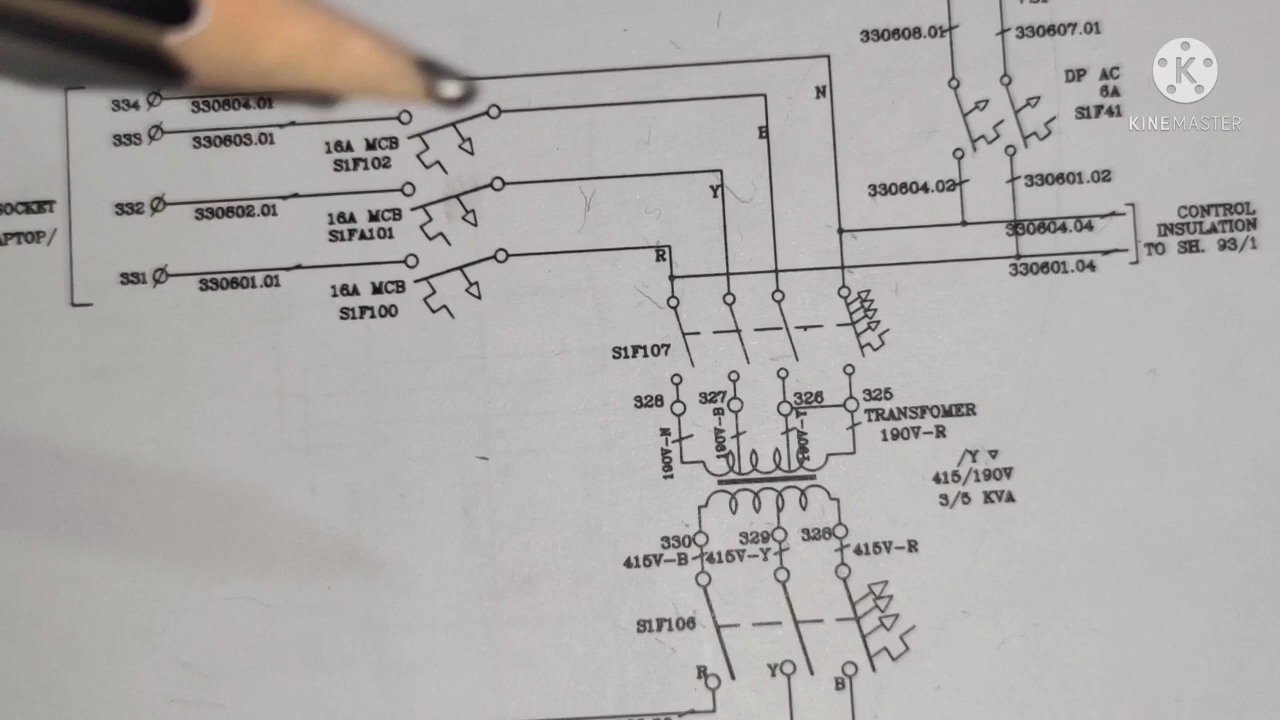 330608.01
330607.01
DP AC
6A
S1F41
K
KINEMASTER
334
330604.01
333
330603.01
16A MCB
S1F102
N
B
332
330602.01
16A MCB
S1FA101
Y
330604.02
330601.02
SOCKET
APTOP/
331
330601.01
16A MCB
S1F100
R
330604.04
330601.04
CONTROL
INSULATION
TO SH. 93/1
S1F107
328
327
326
325
190V-N
190V-B
190V-Y
TRANSFOMER
190V-R
/Y
415/190V
3/5 KVA
330
329
328
415V-B
415V-Y
415V-R
S1F106
R
Y
B